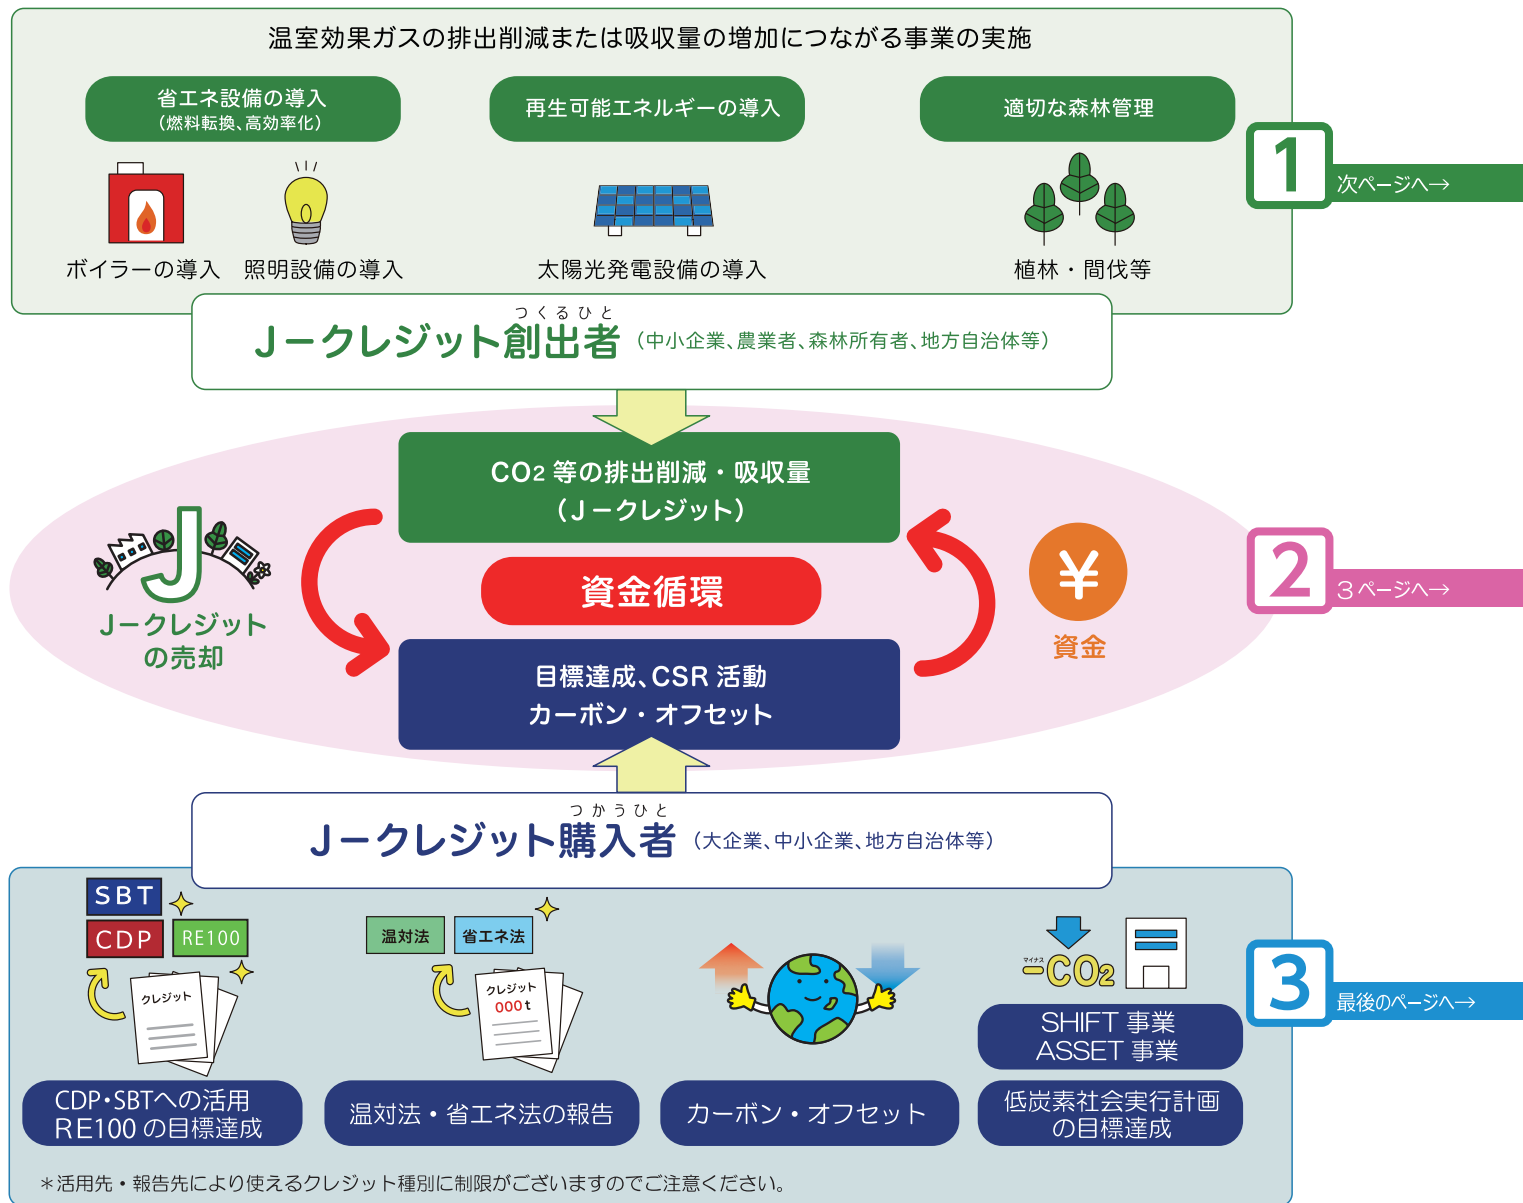 温室効果ガスの排出削減または吸収量の増加につながる事業の実施
省エネ設備の導入
（燃料転換、高効率化）
再生可能エネルギーの導入
適切な森林管理
1
次ページへ→
ボイラーの導入
照明設備の導入
太陽光発電設備の導入
植林・間伐等
つくるひと
J－クレジット創出者（中小企業、農業者、森林所有者、地方自治体等）
CO2 等の排出削減・吸収量
（J－クレジット）
J
J－クレジット
の売却
資金循環
¥
資金
2
3 ページへ→
目標達成、CSR 活動
カーボン・オフセット
つかうひと
J－クレジット購入者（大企業、中小企業、地方自治体等）
SBT
CDP
RE100
クレジット
温対法
省エネ法
クレジット
000t
マイナス
－CO2
3
最後のページへ→
SHIFT 事業
ASSET 事業
CDP・SBTへの活用
RE100 の目標達成
温対法・省エネ法の報告
カーボン・オフセット
低炭素社会実行計画
の目標達成
＊活用先・報告先により使えるクレジット種別に制限がございますのでご注意ください。